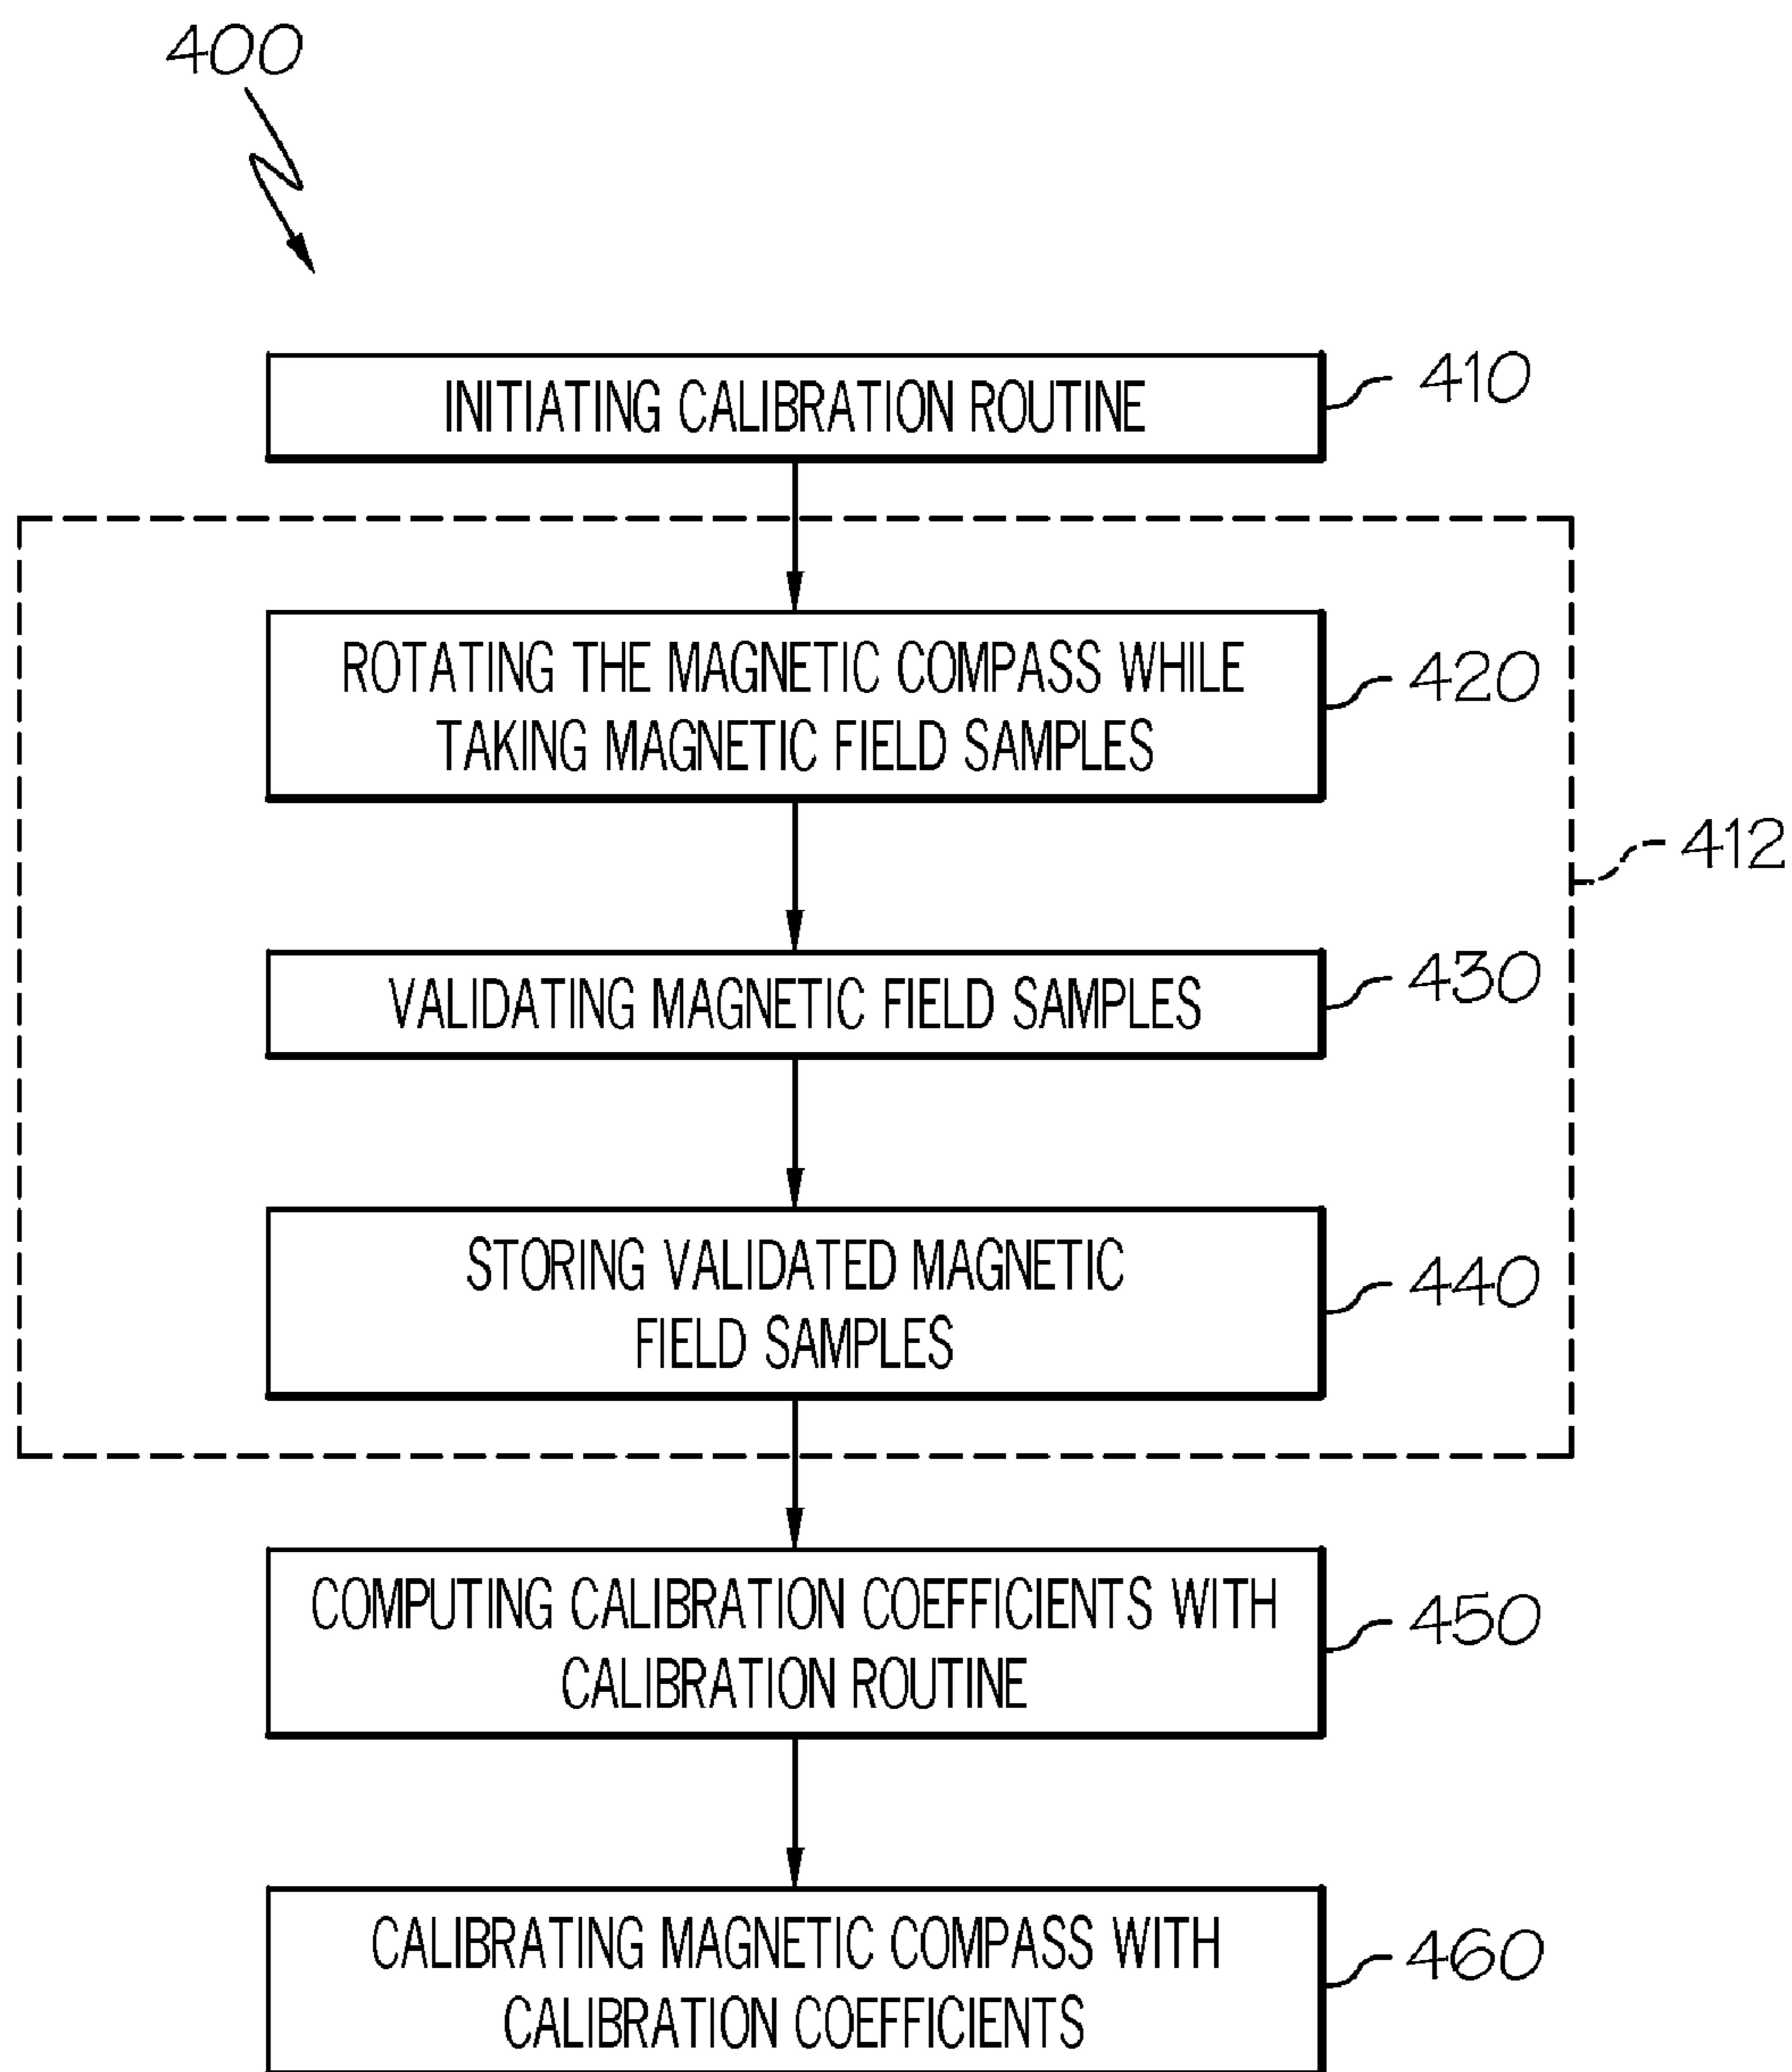 400
INITIATING CALIBRATION ROUTINE
410
ROTATING THE MAGNETIC COMPASS WHILE
TAKING MAGNETIC FIELD SAMPLES
420
412
VALIDATING MAGNETIC FIELD SAMPLES
430
STORING VALIDATED MAGNETIC
FIELD SAMPLES
440
COMPUTING CALIBRATION COEFFICIENTS WITH
CALIBRATION ROUTINE
450
CALIBRATING MAGNETIC COMPASS WITH
CALIBRATION COEFFICIENTS
460